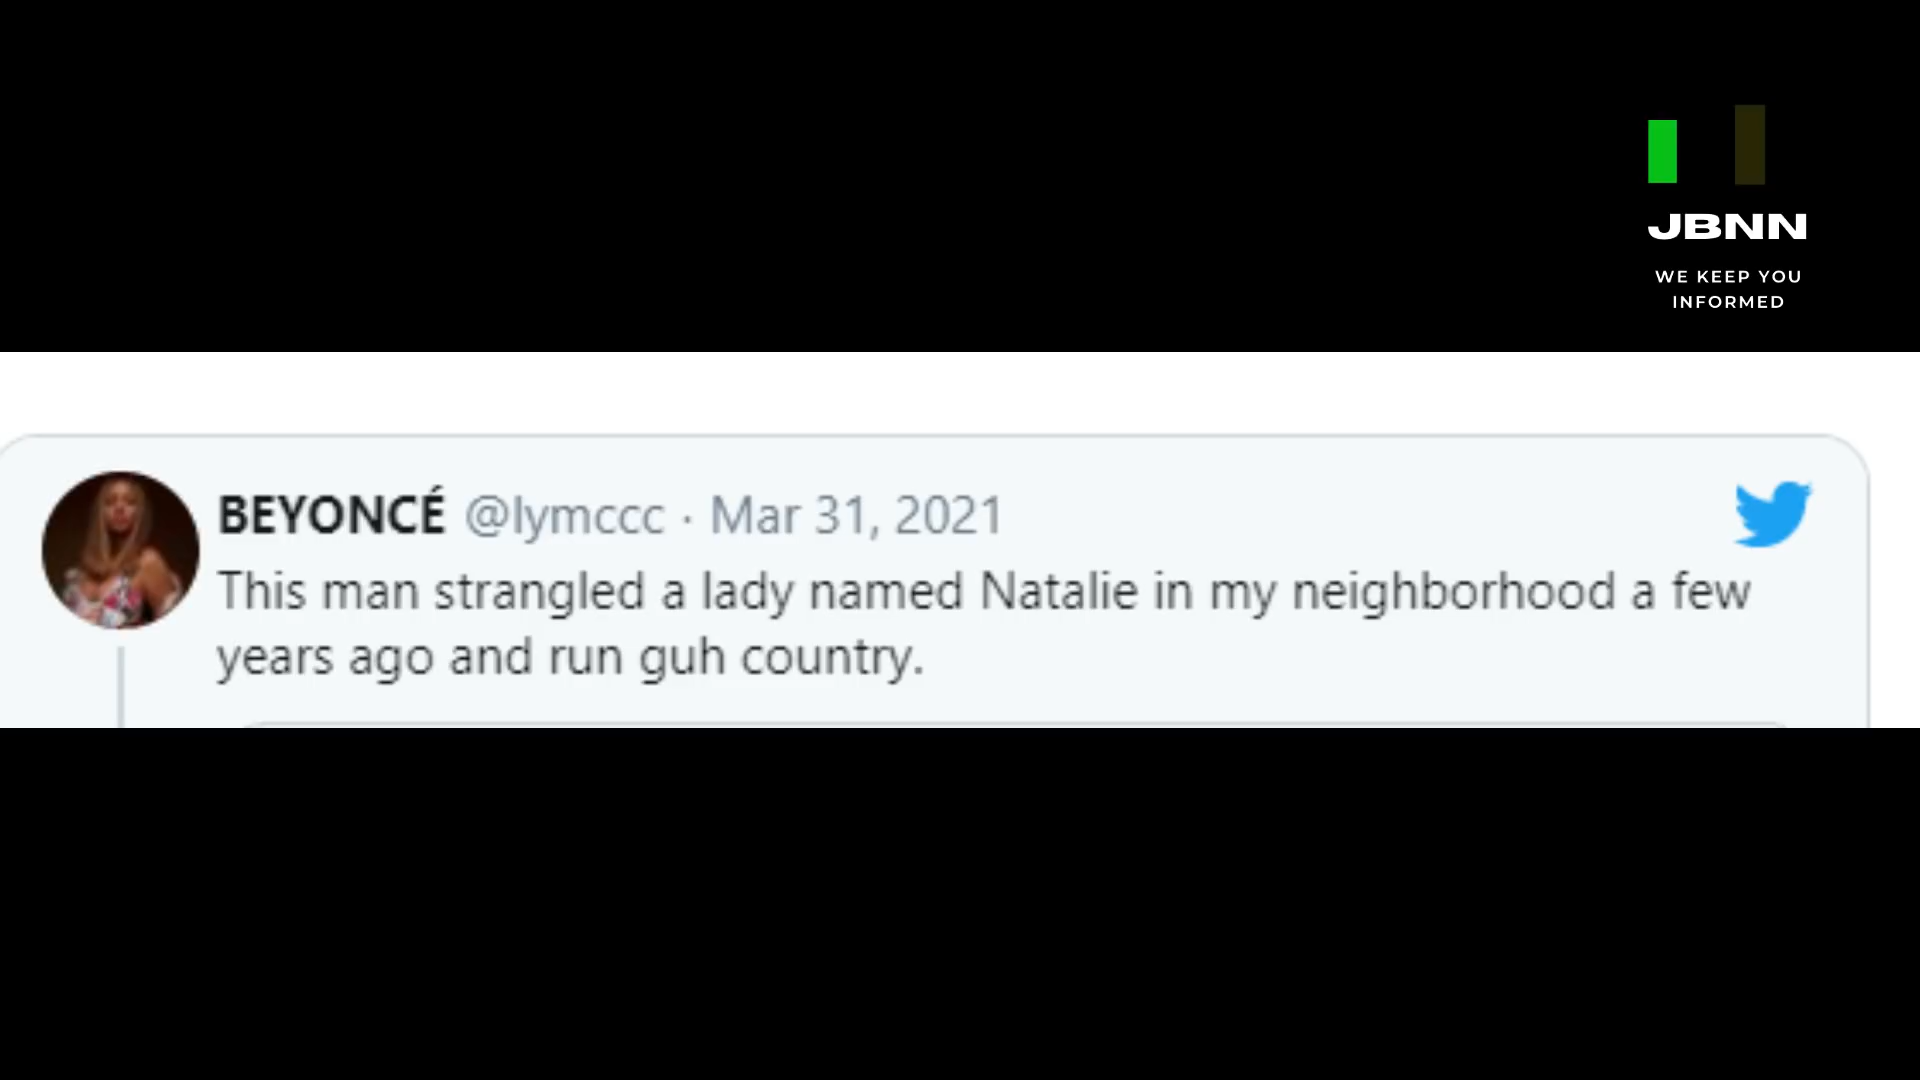 JBNN
WE KEEP YOU
INFORMED
BEYONCÉ @lymccc · Mar 31, 2021
This man strangled a lady named Natalie in my neighborhood a few
years ago and run guh country.